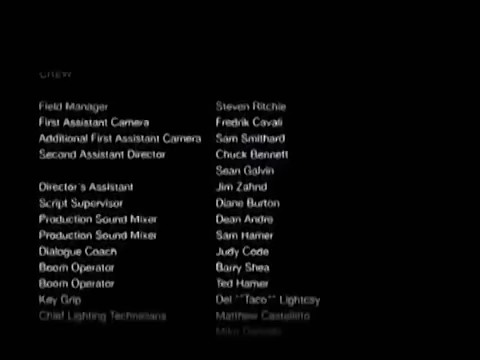 CREW
Field Manager Steven Ritchie
First Assistant Camera Fredrik Cavali
Additional First Assistant Camera Sam Smithard
Second Assistant Director Chuck Bennett
Sean Galvin
Director's Assistant Jim Zahnd
Script Supervisor Diane Burton
Production Sound Mixer Dean Andre
Production Sound Mixer Sam Hamer
Dialogue Coach Judy Code
Boom Operator Barry Shea
Boom Operator Ted Hamer
Key Grip Del ""Taco"" Lightcsy
Chief Lighting Technicians Matthew Castelletto
Mike